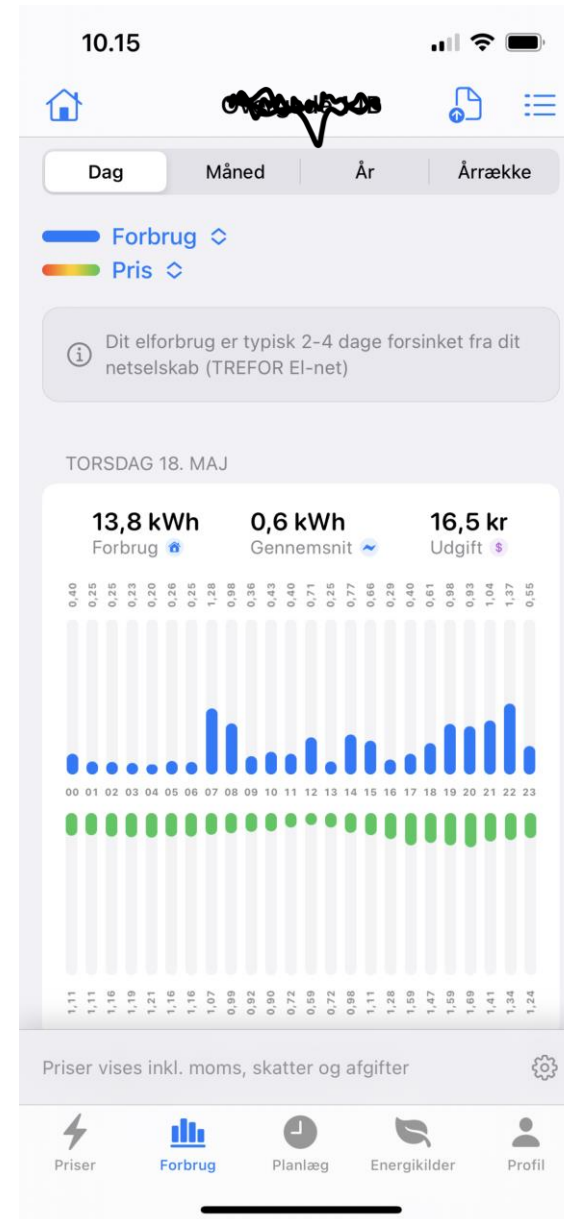 10.15
Dag Måned År Årrække
Forbrug
Pris
Dit elforbrug er typisk 2-4 dage forsinket fra dit
netselskab (TREFOR El-net)
TORSDAG 18. MAJ
13,8 kWh 0,6 kWh 16,5 kr
Forbrug Gennemsnit Udgift $
0,40 0,25 0,25 0,23 0,20 0,26 0,25 1,28 0,98 0,36 0,43 0,40 0,71 0,25 0,77 0,66 0,29 0,40 0,61 0,98 0,93 1,04 1,37 0,55
00 01 02 03 04 05 06 07 08 09 10 11 12 13 14 15 16 17 18 19 20 21 22 23
1,11 1,11 1,16 1,19 1,21 1,16 1,16 1,07 0,99 0,92 0,90 0,72 0,59 0,72 0,98 1,11 1,28 1,59 1,47 1,59 1,69 1,41 1,34 1,24
Priser vises inkl. moms, skatter og afgifter
Priser Forbrug Planlæg Energikilder Profil